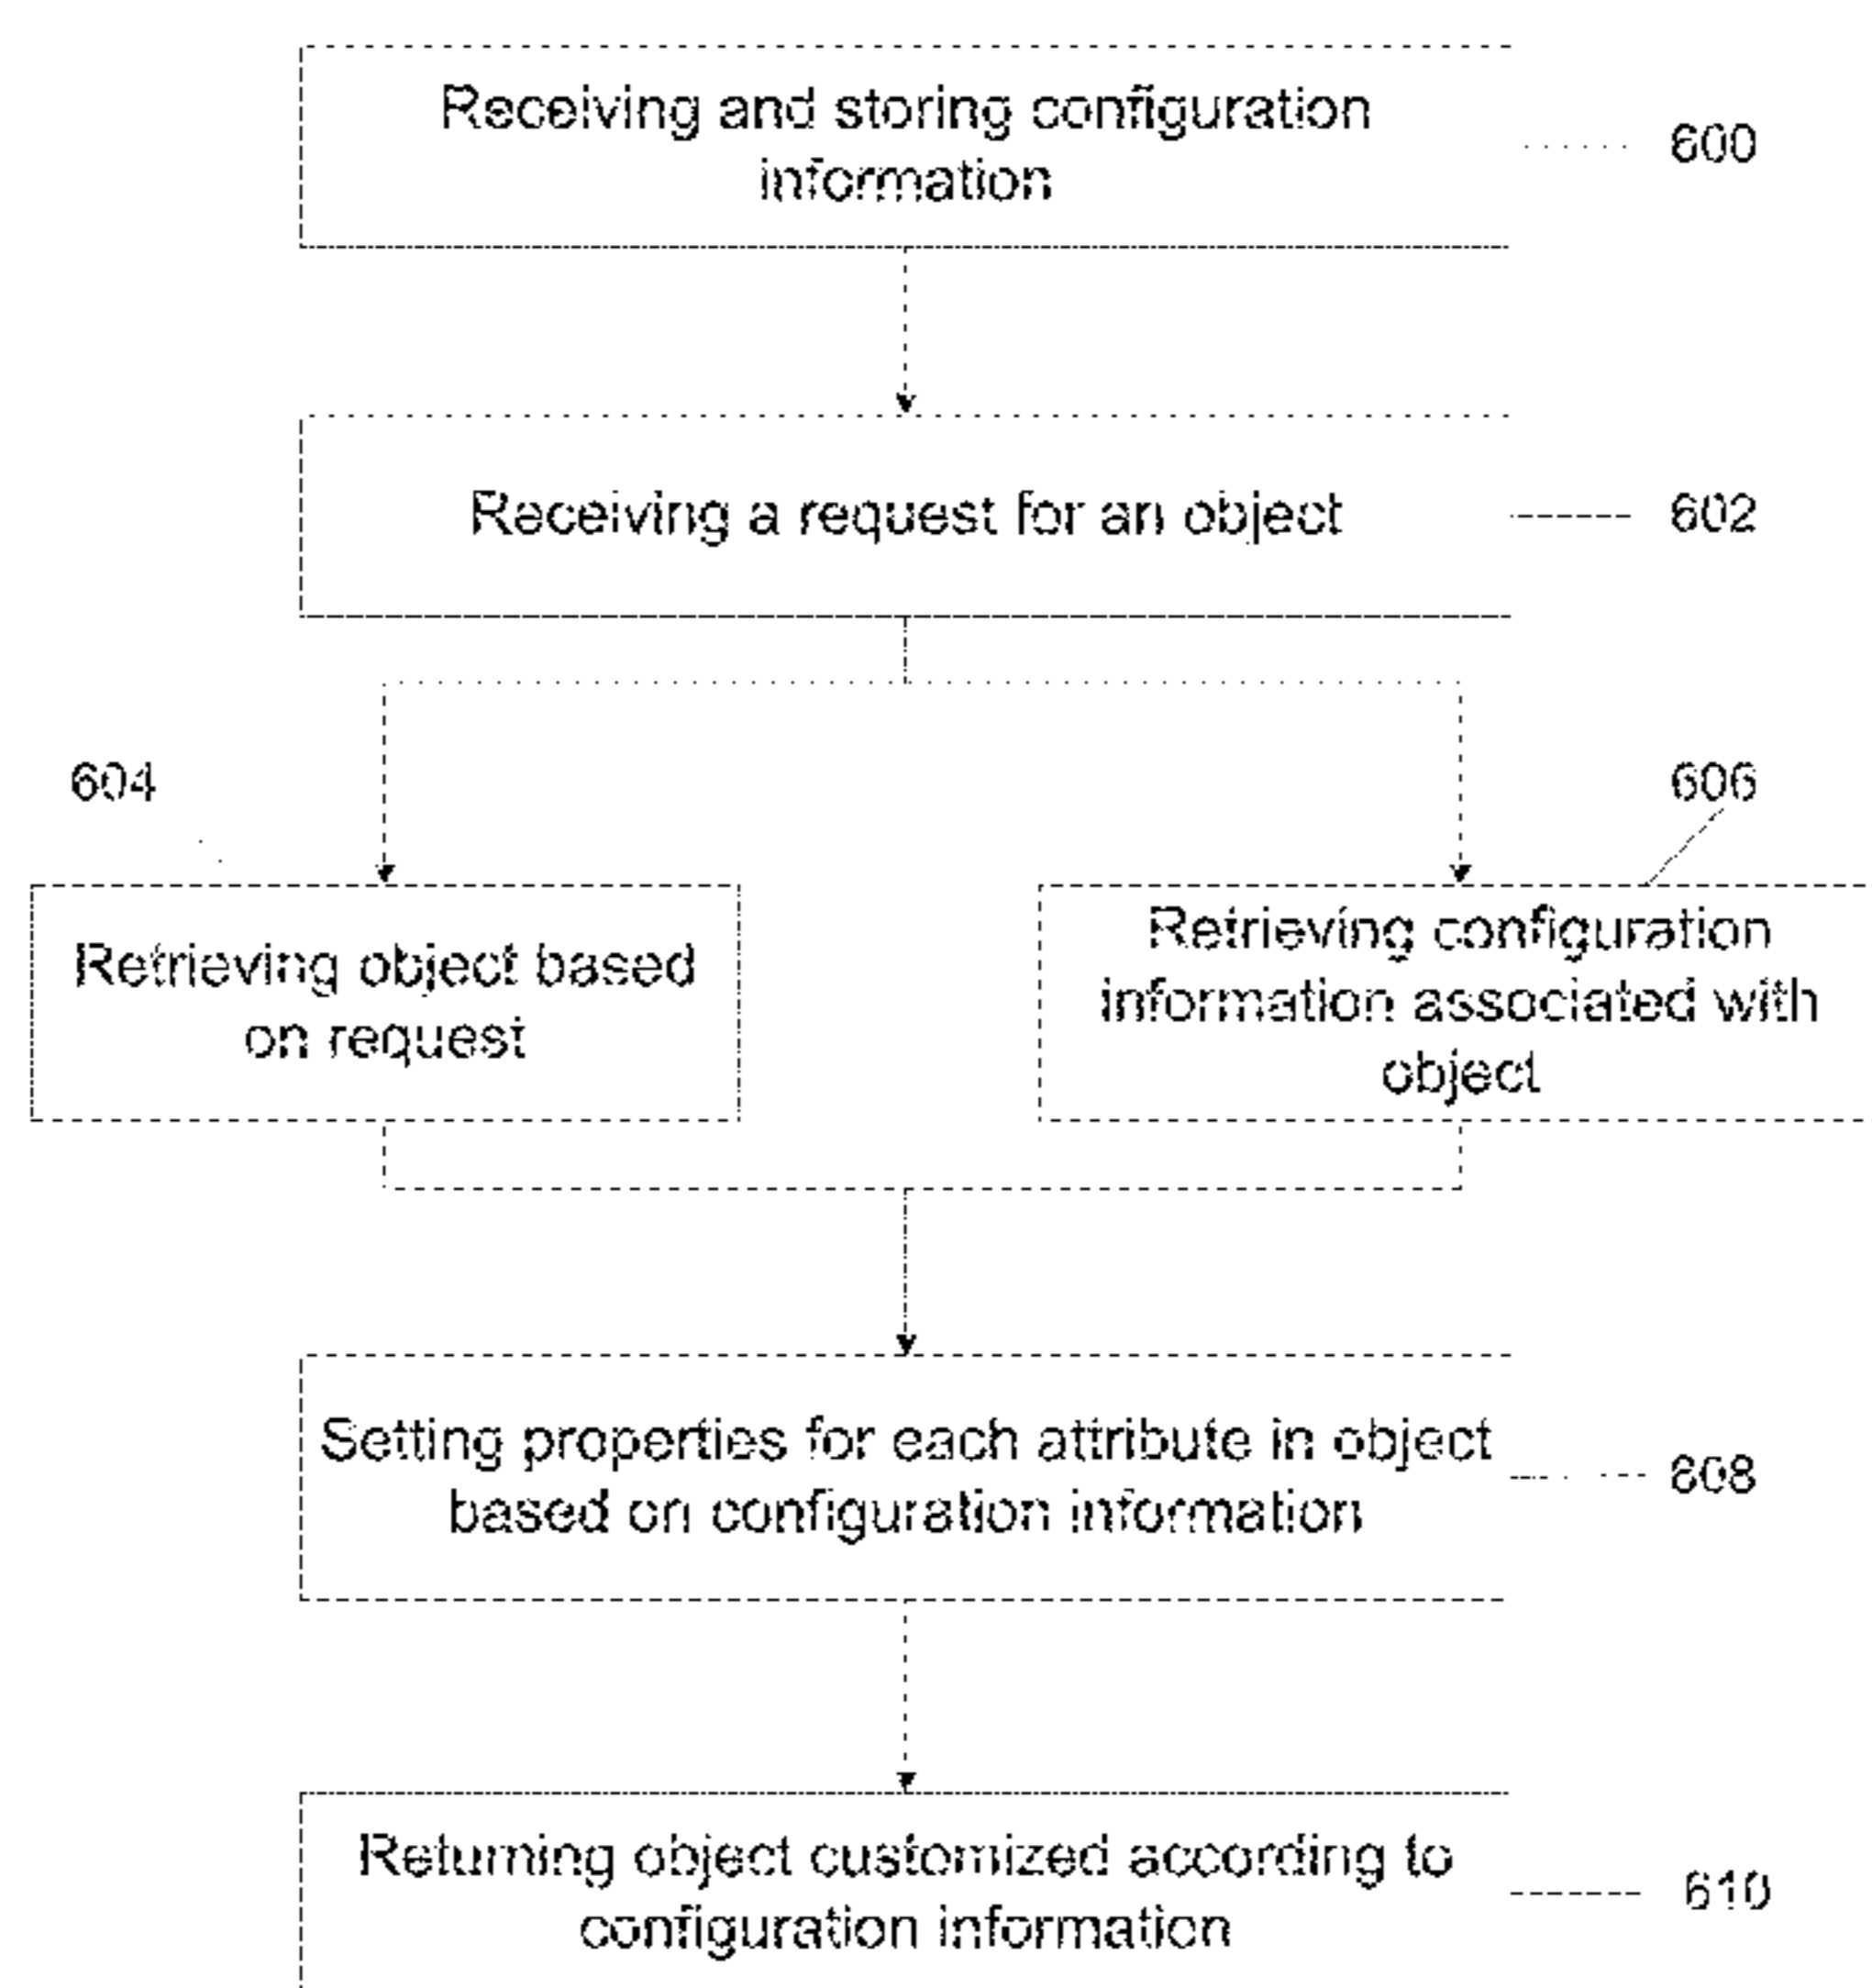 Receiving and storing configuration
information
600
Receiving a request for an object
602
604
606
Retrieving object based
on request
Retrieving configuration
information associated with
object
Setting properties for each attribute in object
based on configuration information
608
Returning object customized according to
configuration information
610